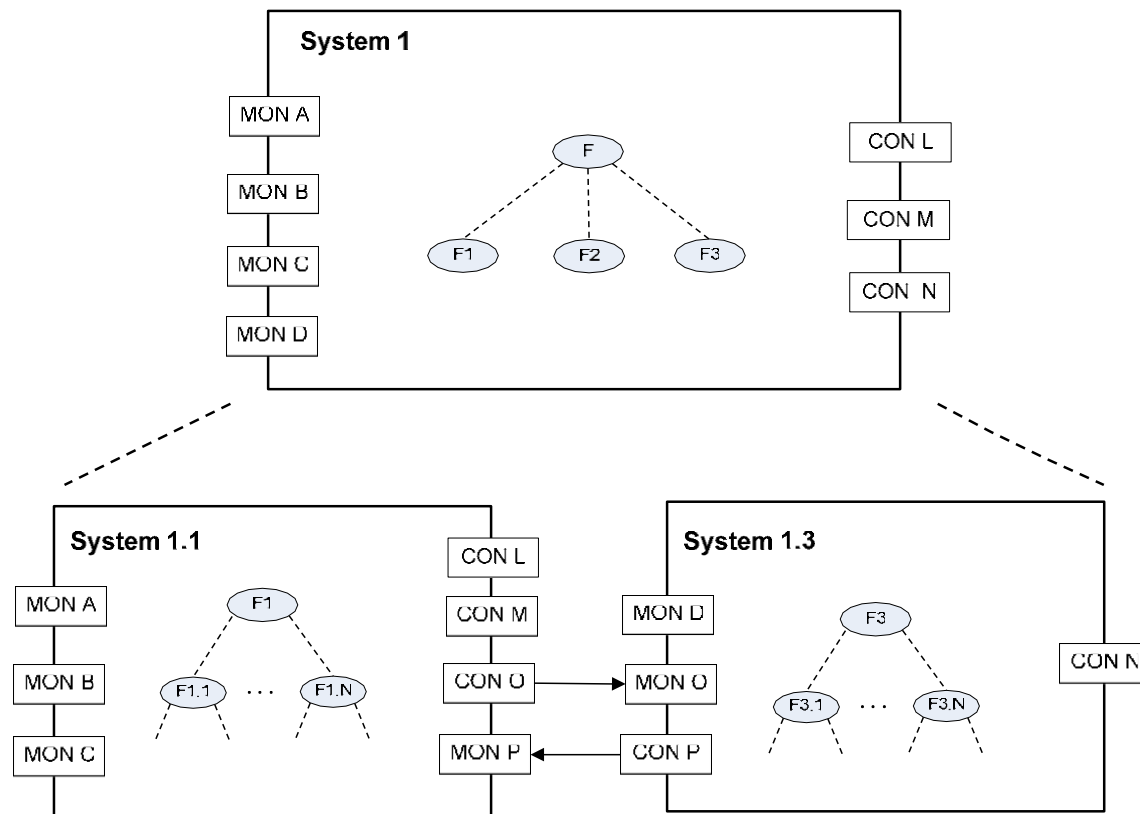 System 1
MON A
MON B
MON C
MON D
F
F1
F2
F3
CON L
CON M
CON N
System 1.1
MON A
MON B
MON C
F1
F1.1
...
F1.N
CON L
CON M
CON O
MON P
System 1.3
MON D
MON O
CON P
F3
F3.1
...
F3.N
CON N